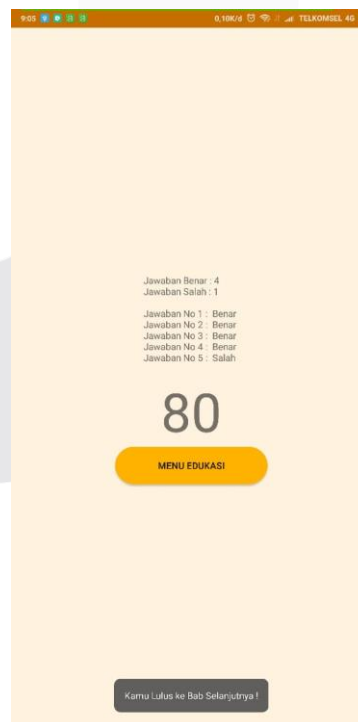 9:05 0,10K/d TELKOMSEL 4G
Jawaban Benar : 4
Jawaban Salah : 1
Jawaban No 1 : Benar
Jawaban No 2 : Benar
Jawaban No 3 : Benar
Jawaban No 4 : Benar
Jawaban No 5 : Salah
80
MENU EDUKASI
Kamu Lulus ke Bab Selanjutnya !